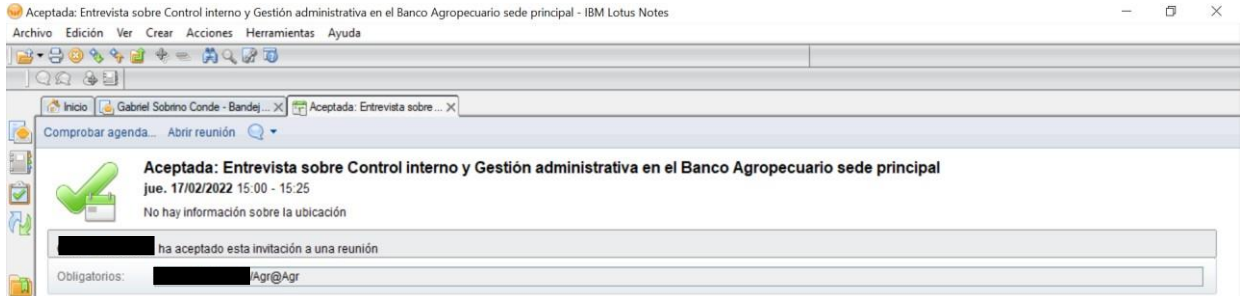 Aceptada: Entrevista sobre Control interno y Gestión administrativa en el Banco Agropecuario sede principal - IBM Lotus Notes
Archivo Edición Ver Crear Acciones Herramientas Ayuda
Inicio Gabriel Sobrino Conde - Bandej... Aceptada: Entrevista sobre ...
Comprobar agenda... Abrir reunión
Aceptada: Entrevista sobre Control interno y Gestión administrativa en el Banco Agropecuario sede principal
jue. 17/02/2022 15:00 - 15:25
No hay información sobre la ubicación
ha aceptado esta invitación a una reunión
Obligatorios: /Agr@Agr